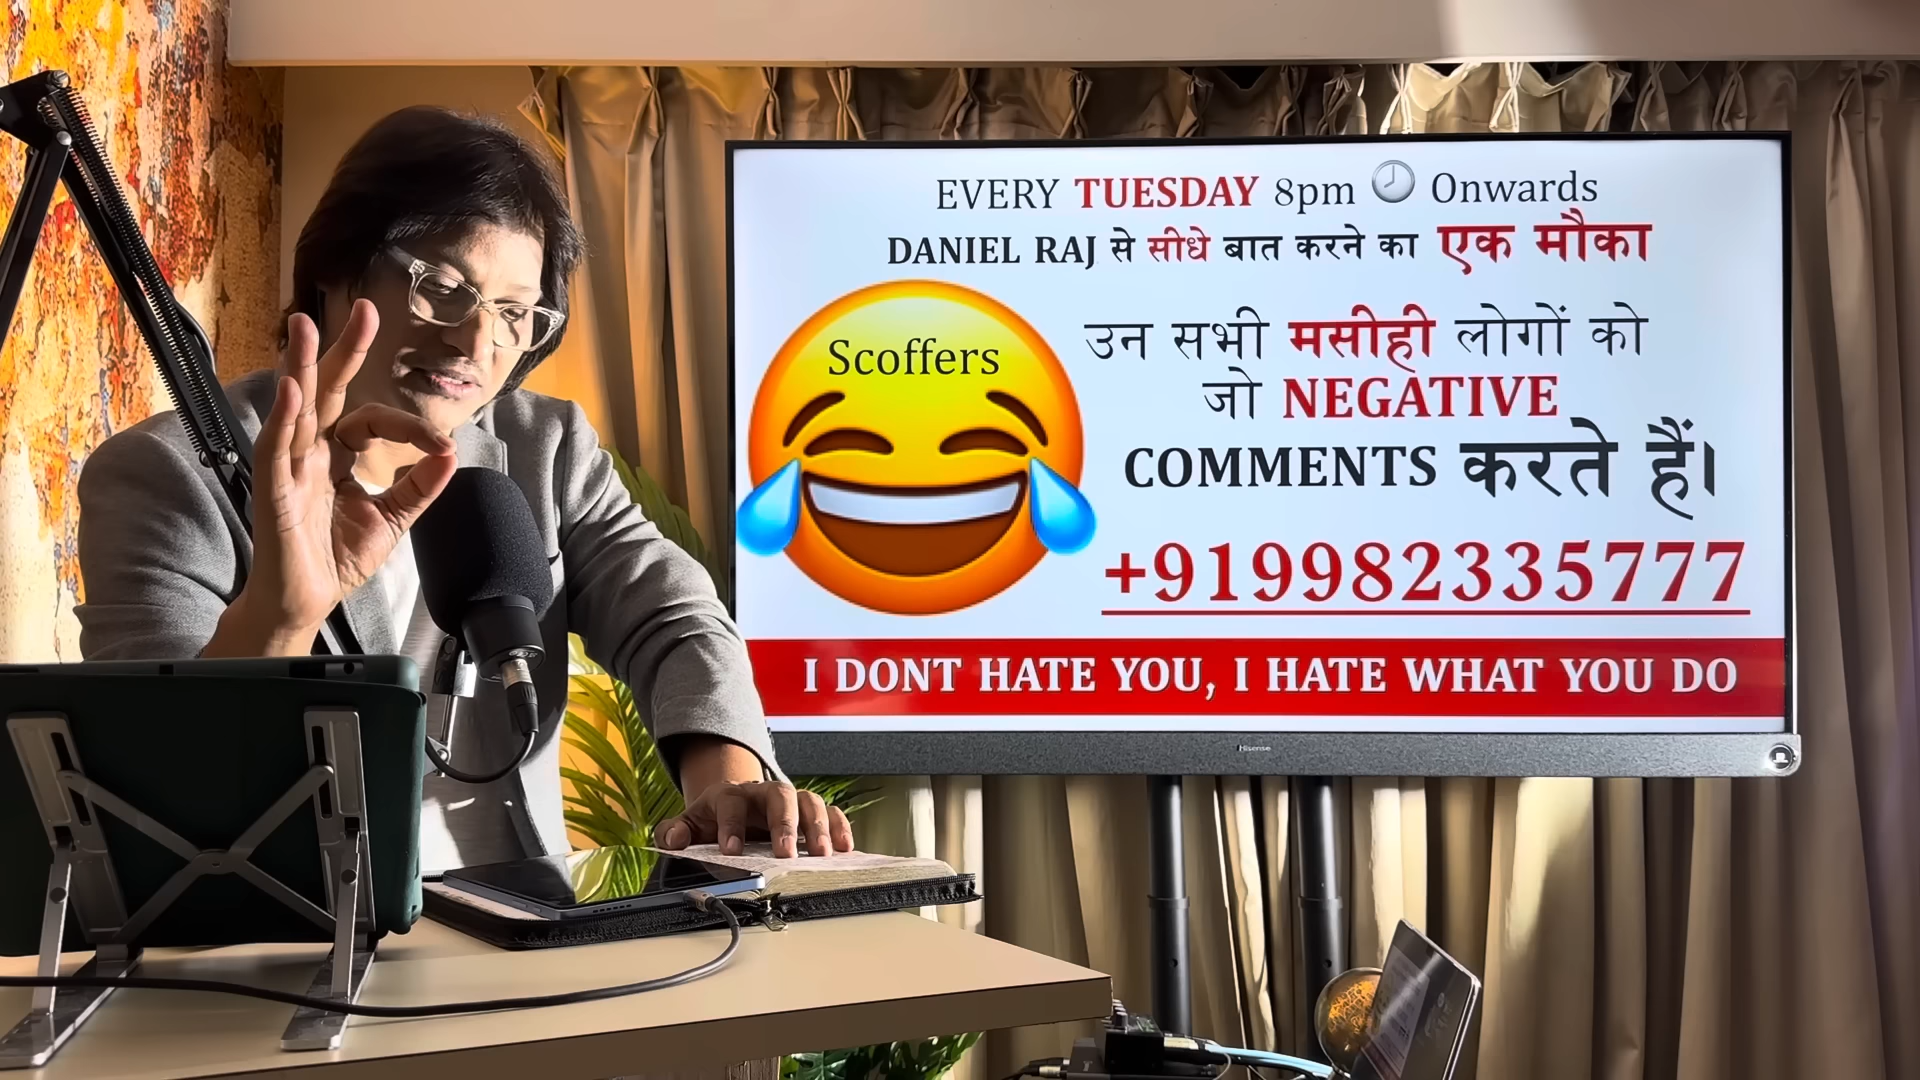 EVERY TUESDAY 8pm Onwards
DANIEL RAJ से सीधे बात करने का एक मौका
Scoffers
उन सभी मसीही लोगों को
जो NEGATIVE
COMMENTS करते हैं।
+919982335777
I DONT HATE YOU, I HATE WHAT YOU DO
Hisense